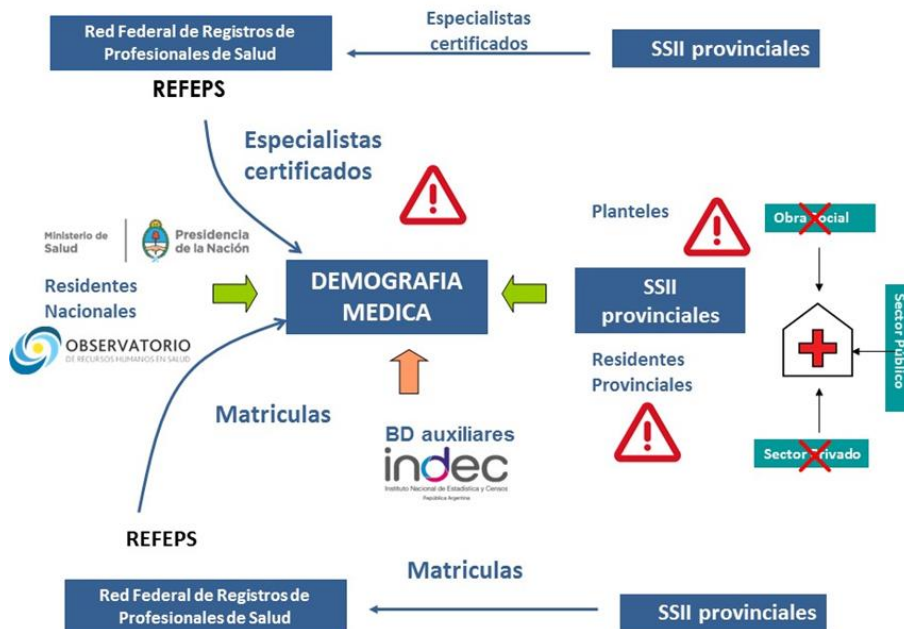 Red Federal de Registros de
Profesionales de Salud
Especialistas
certificados
SSII provinciales
REFEPS
Especialistas
certificados
Ministerio de
Salud
Presidencia
de la Nación
Residentes
Nacionales
OBSERVATORIO
DE RECURSOS HUMANOS EN SALUD
DEMOGRAFIA
MEDICA
Planteles
Obra Social
SSII
provinciales
Sector Público
Residentes
Provinciales
Sector Privado
Matriculas
BD auxiliares
indec
Instituto Nacional de Estadística y Censos
República Argentina
REFEPS
Red Federal de Registros de
Profesionales de Salud
Matriculas
SSII provinciales